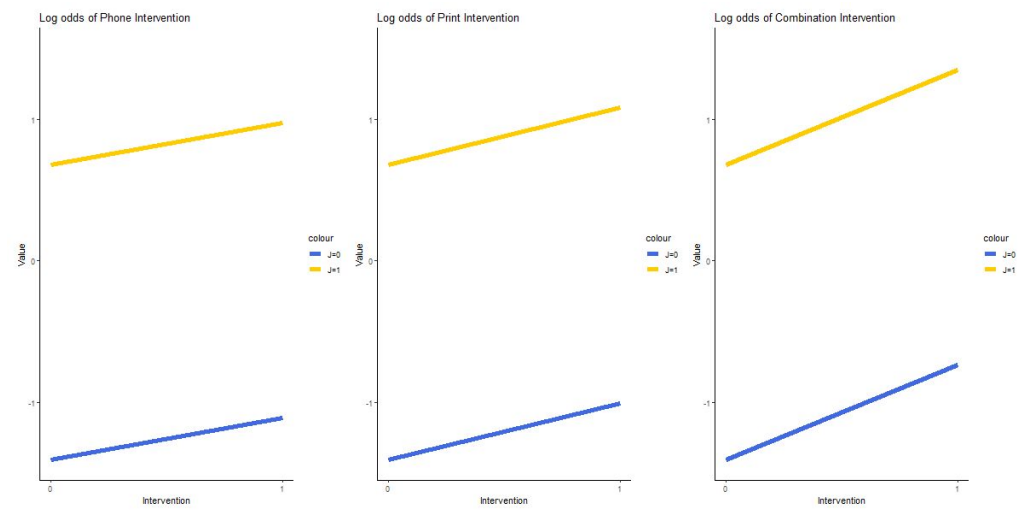 Log odds of Phone Intervention
Value
1
0
-1
0
1
Intervention
colour
J=0
J=1
Log odds of Print Intervention
Value
1
0
-1
0
1
Intervention
colour
J=0
J=1
Log odds of Combination Intervention
Value
1
0
-1
0
1
Intervention
colour
J=0
J=1